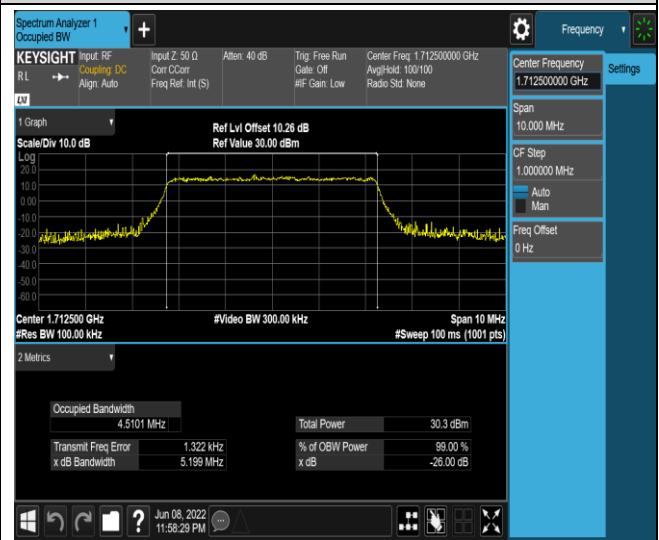 Spectrum Analyzer 1
Occupied BW
+
Frequency
KEYSIGHT Input: RF
RL
Coupling: DC
Align: Auto
LNI
Input Z: 50 Ω
Corr CCorr
Freq Ref: Int (S)
Atten: 40 dB
Trig: Free Run
Gate: Off
#IF Gain: Low
Center Freq: 1.712500000 GHz
Avg|Hold: 100/100
Radio Std: None
Center Frequency
1.712500000 GHz
Settings
Span
10.000 MHz
CF Step
1.000000 MHz
Auto
Man
Freq Offset
0 Hz
1 Graph
Scale/Div 10.0 dB
Ref Lvl Offset 10.26 dB
Ref Value 30.00 dBm
Log
20.0
10.0
0.00
-10.0
-20.0
-30.0
-40.0
-50.0
-60.0
Center 1.712500 GHz
#Video BW 300.00 kHz
Span 10 MHz
#Res BW 100.00 kHz
#Sweep 100 ms (1001 pts)
2 Metrics
Occupied Bandwidth
4.5101 MHz
Total Power 30.3 dBm
Transmit Freq Error 1.322 kHz
% of OBW Power 99.00 %
x dB Bandwidth 5.199 MHz
x dB -26.00 dB
?
Jun 08, 2022
11:58:29 PM